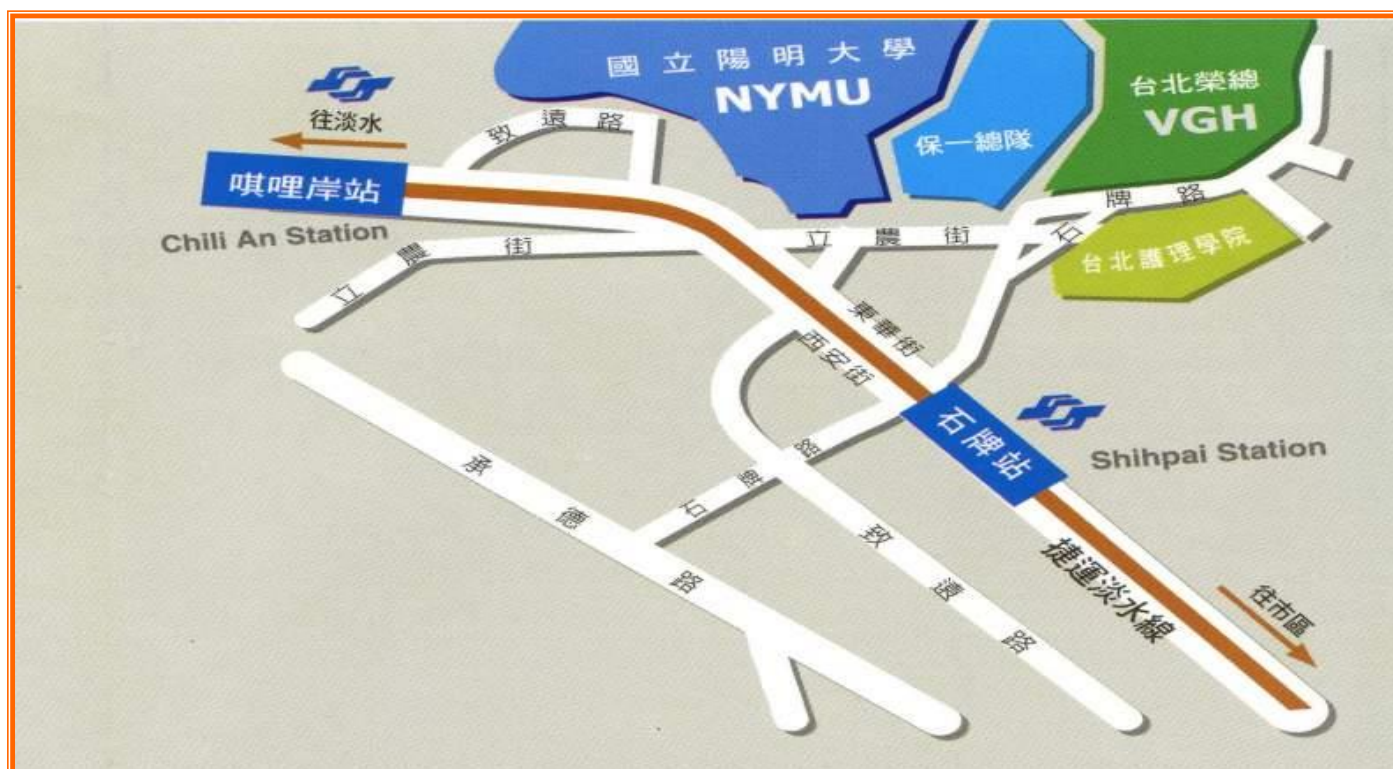 國立陽明大學
NYMU
保一總隊
台北榮總
VGH
往淡水
致遠路
唭哩岸站
Chili An Station
立農街
立農街
石牌路
台北護理學院
東華街
西安街
石牌站
Shihpai Station
石牌路
承德路
致遠路
捷運淡水線
往市區